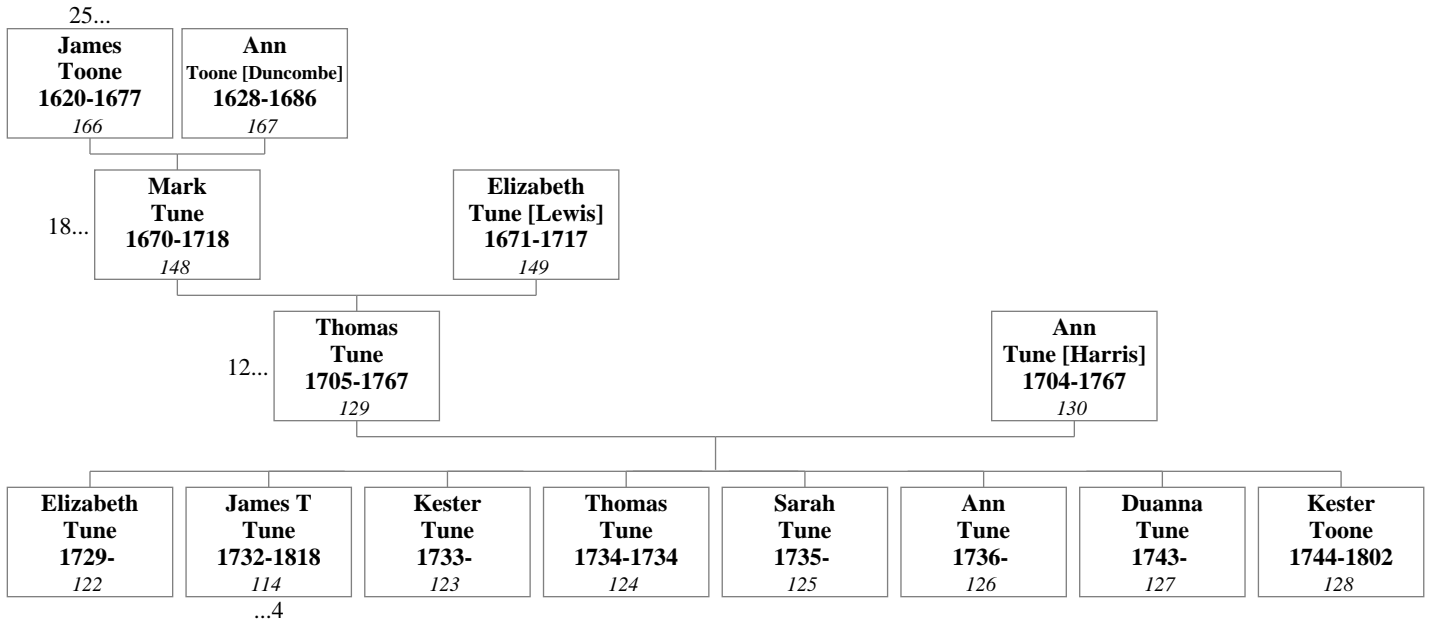 25...
James
Toone
1620-1677
166
Ann
Toone [Duncombe]
1628-1686
167
18...
Mark
Tune
1670-1718
148
Elizabeth
Tune [Lewis]
1671-1717
149
12...
Thomas
Tune
1705-1767
129
Ann
Tune [Harris]
1704-1767
130
Elizabeth
Tune
1729-
122
James T
Tune
1732-1818
114
...4
Kester
Tune
1733-
123
Thomas
Tune
1734-1734
124
Sarah
Tune
1735-
125
Ann
Tune
1736-
126
Duanna
Tune
1743-
127
Kester
Toone
1744-1802
128